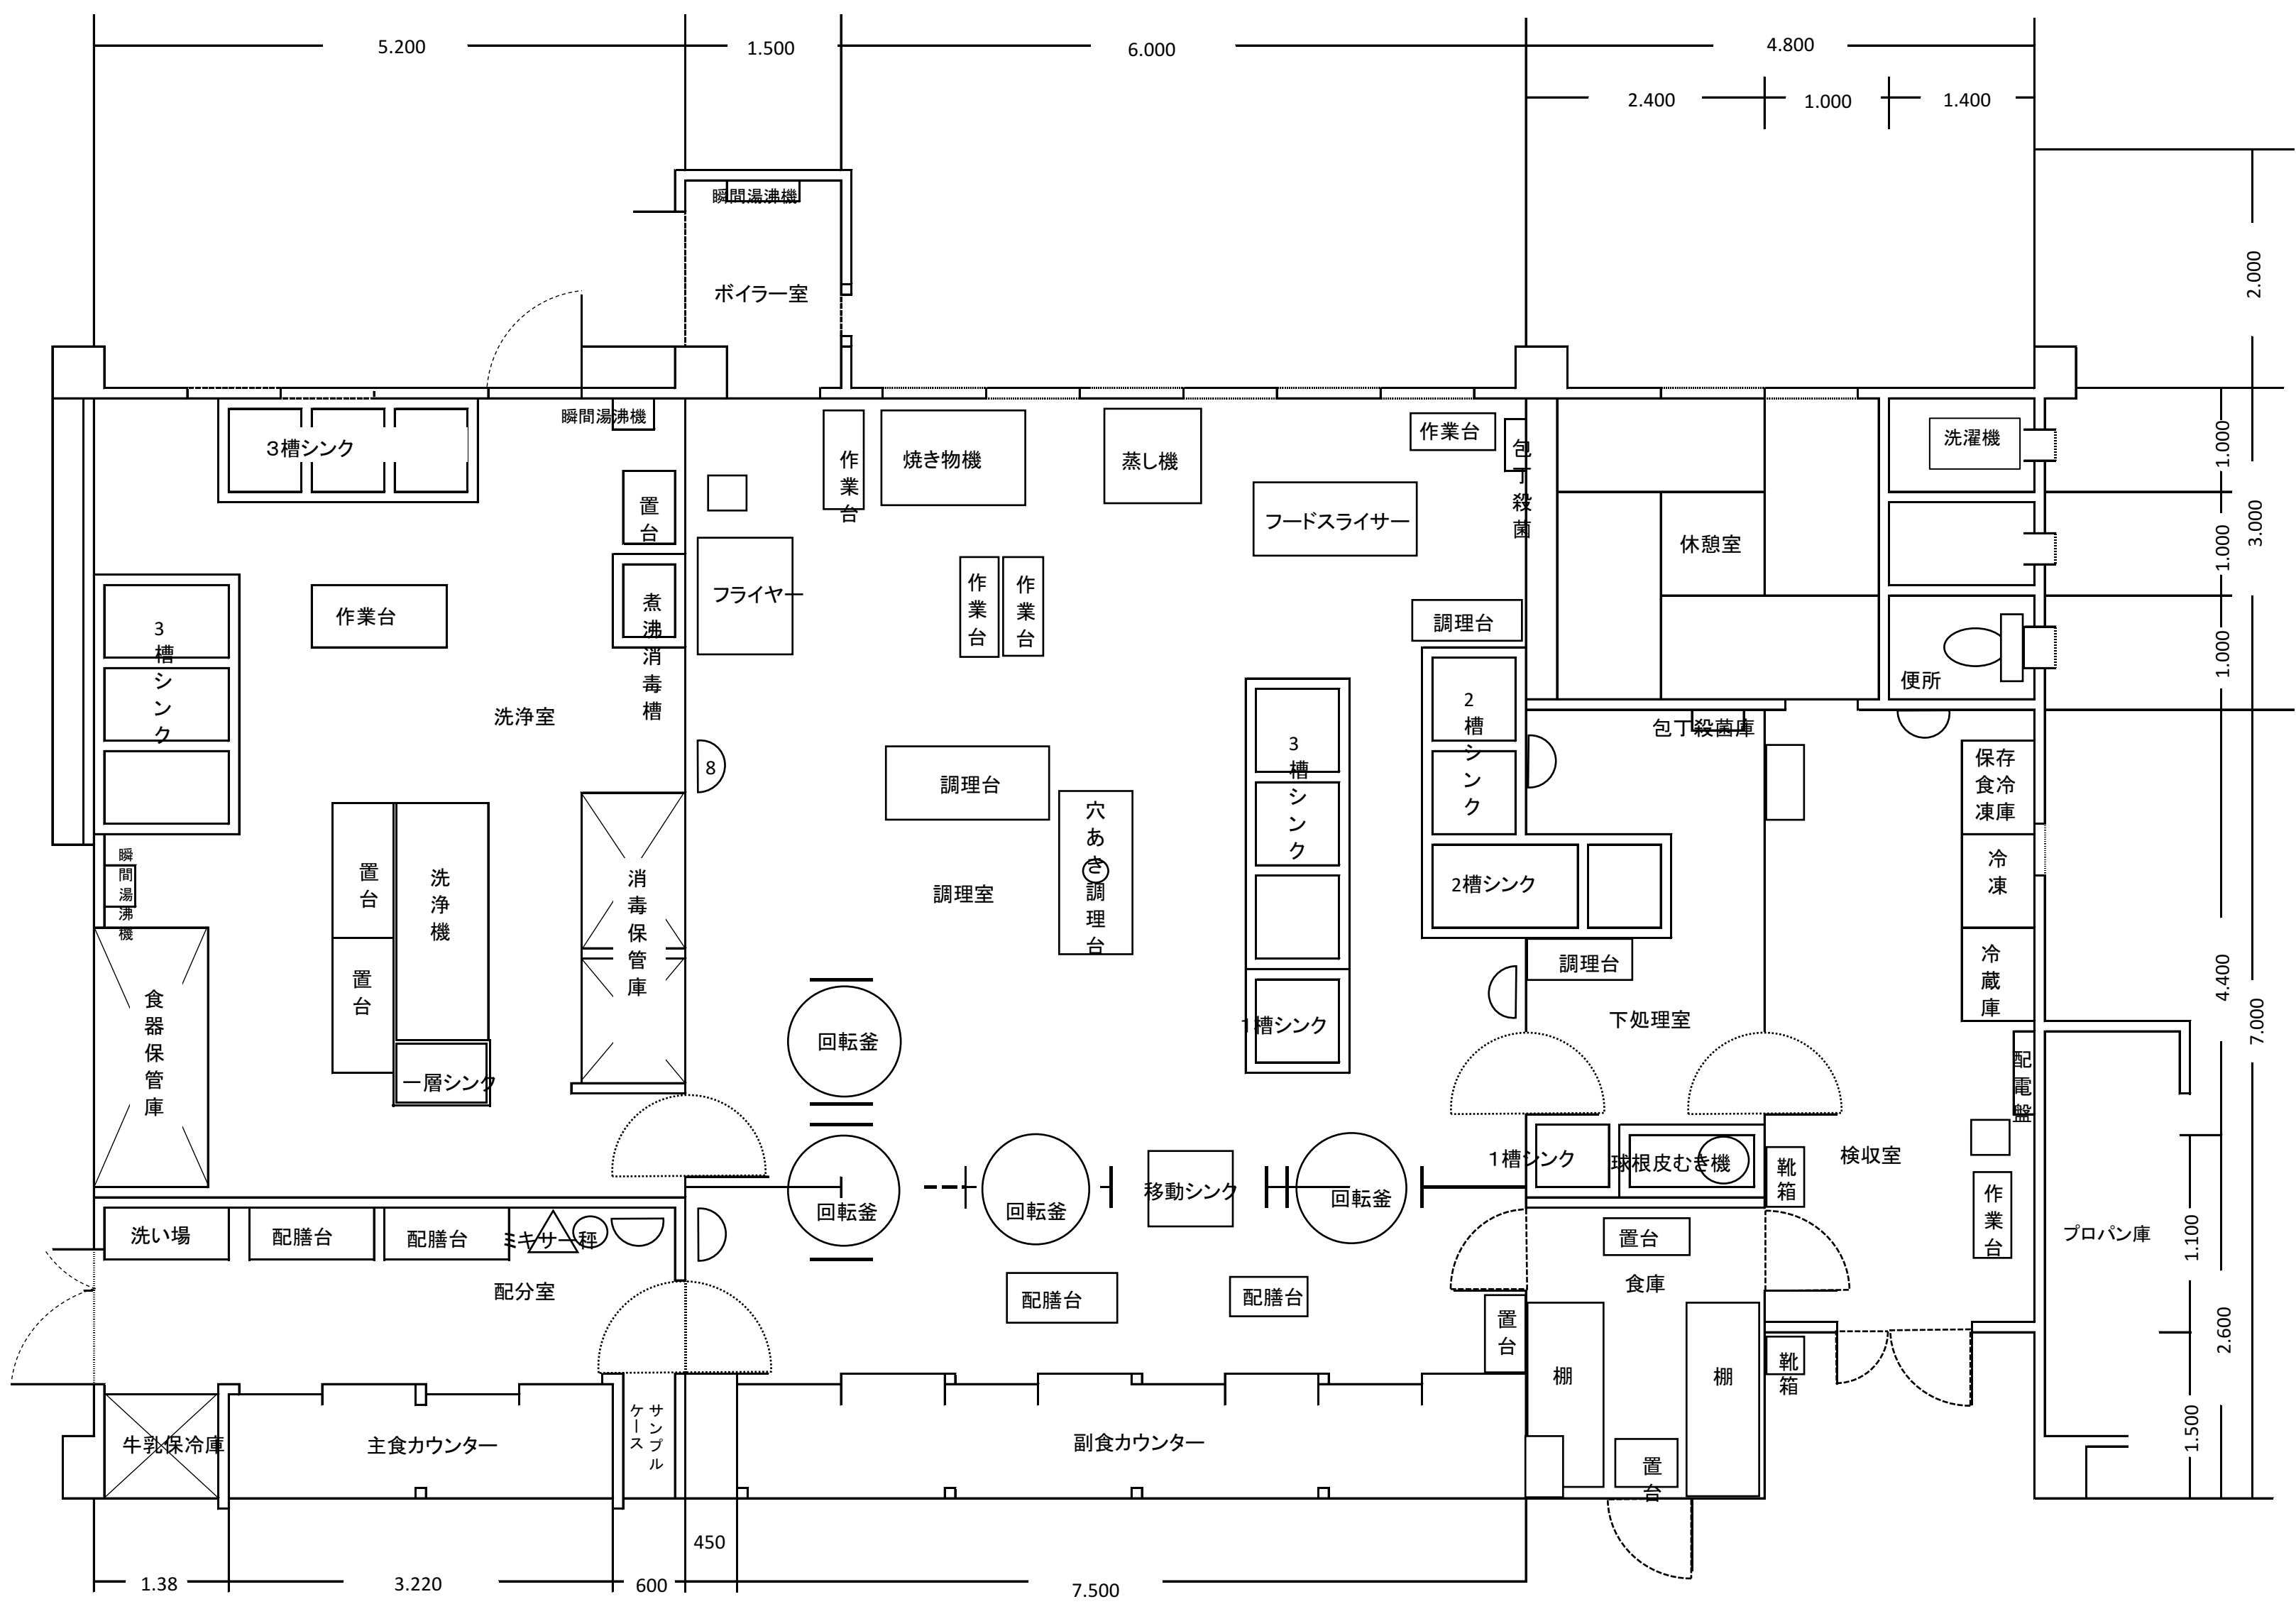 5.200
1.500
6.000
4.800
2.400
1.000
1.400
2.000
瞬間湯沸機
ボイラー室
瞬間湯沸機
3槽シンク
置台
煮沸消毒槽
作業台
3槽シンク
洗浄室
瞬間湯沸機
置台
置台
洗浄機
一層シンク
消毒保管庫
食器保管庫
フライヤー
作業台
焼き物機
蒸し機
作業台
包丁殺菌
フードスライサー
作業台
作業台
調理台
8
調理台
穴あき調理台
調理室
3槽シンク
1槽シンク
2槽シンク
2槽シンク
調理台
下処理室
休憩室
洗濯機
便所
包丁殺菌庫
保存食冷凍庫
冷凍
冷蔵庫
配電盤
1.000
1.000
1.000
3.000
4.400
7.000
回転釜
回転釜
回転釜
移動シンク
回転釜
1槽シンク
球根皮むき機
靴箱
検収室
作業台
プロパン庫
1.100
2.600
1.500
洗い場
配膳台
配膳台
ミキサー秤
配分室
配膳台
配膳台
置台
置台
食庫
棚
棚
置台
靴箱
牛乳保冷庫
主食カウンター
サンプル
ケース
副食カウンター
450
1.38
3.220
600
7.500